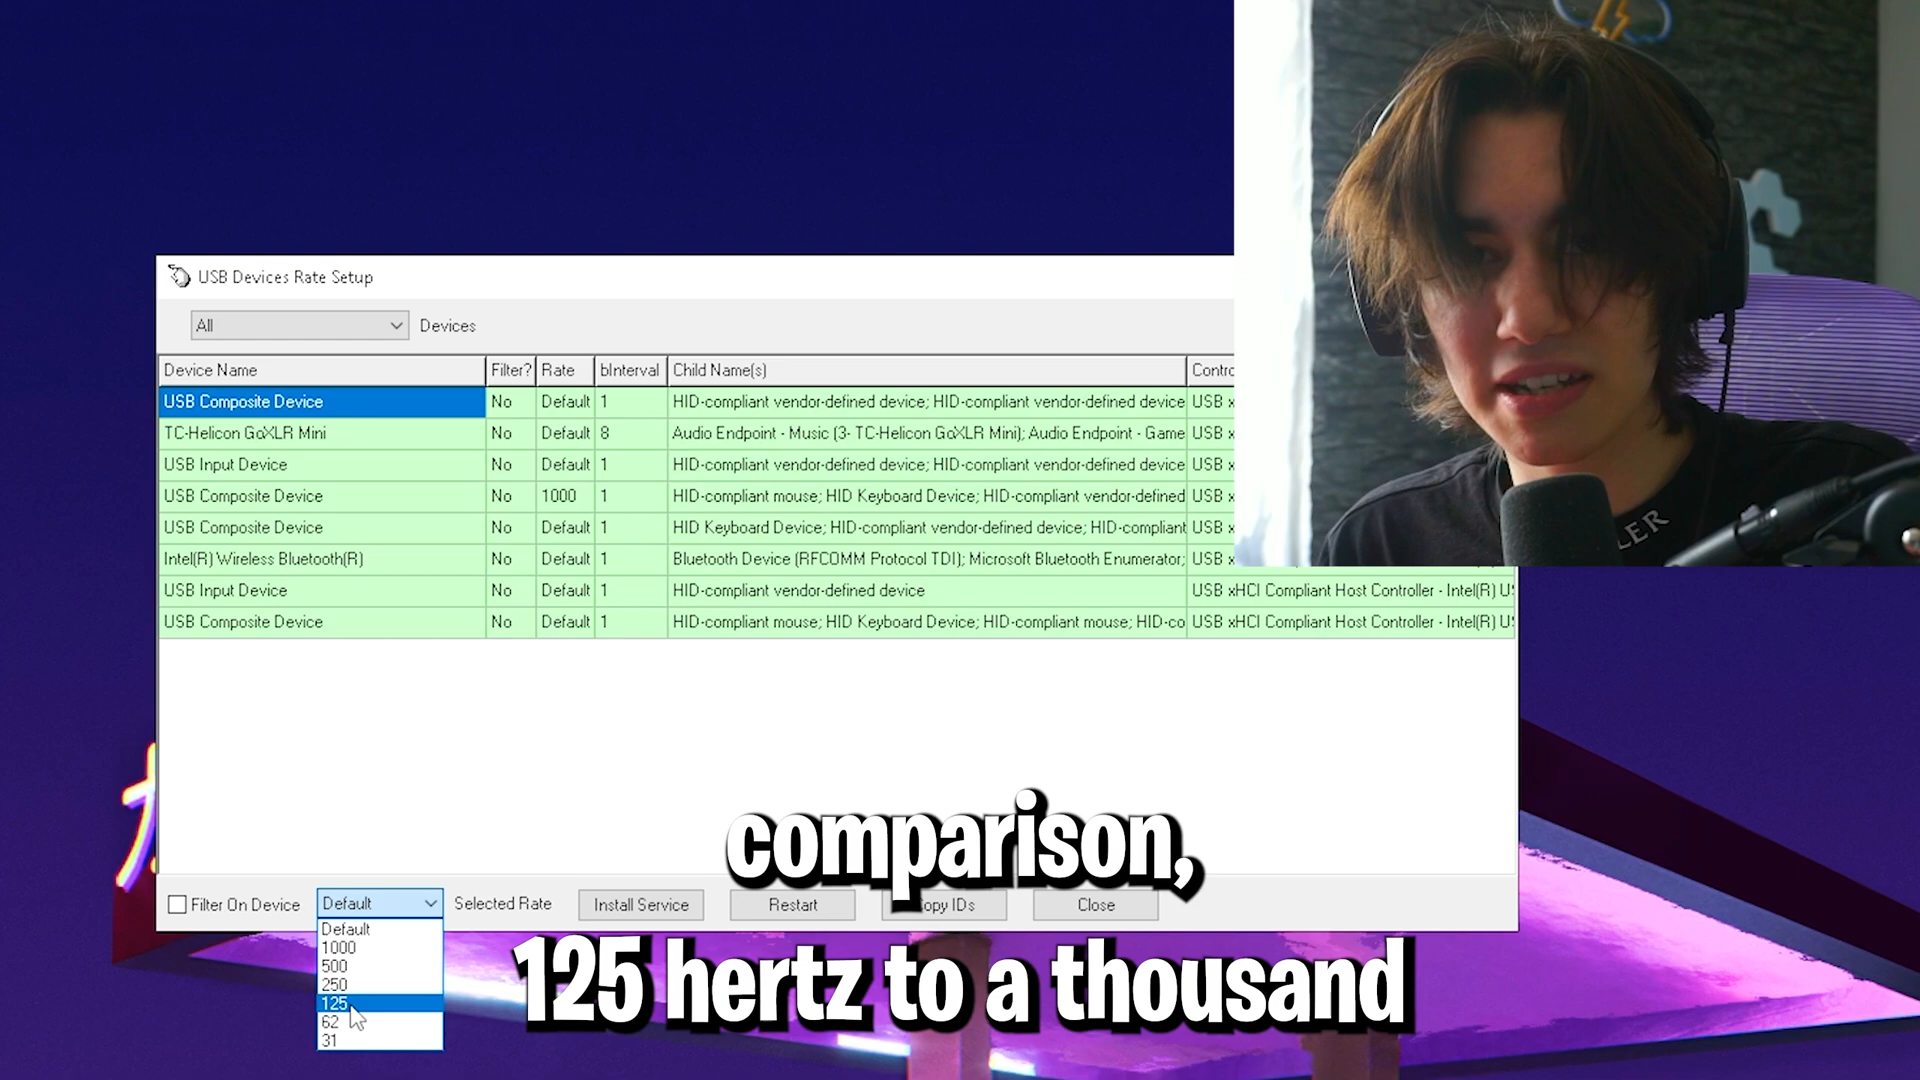 USB Devices Rate Setup
All Devices
Device Name Filter? Rate bInterval Child Name(s)
USB Composite Device No Default 1 HID-compliant vendor-defined device; HID-compliant vendor-defined device USB
TC-Helicon GoXLR Mini No Default 8 Audio Endpoint - Music (3- TC-Helicon GoXLR Mini); Audio Endpoint - Game USB
USB Input Device No Default 1 HID-compliant vendor-defined device; HID-compliant vendor-defined device USB
USB Composite Device No 1000 1 HID-compliant mouse; HID Keyboard Device; HID-compliant vendor-defined USB
USB Composite Device No Default 1 HID Keyboard Device; HID-compliant vendor-defined device; HID-compliant USB
Intel(R) Wireless Bluetooth(R) No Default 1 Bluetooth Device (RFCOMM Protocol TDI); Microsoft Bluetooth Enumerator; USB
USB Input Device No Default 1 HID-compliant vendor-defined device USB xHCI Compliant Host Controller - Intel(R)
USB Composite Device No Default 1 HID-compliant mouse; HID Keyboard Device; HID-compliant mouse; HID-co USB xHCI Compliant Host Controller - Intel(R)
comparison,
Filter On Device Default Selected Rate Install Service Restart opy IDs Close
Default
1000
500
250
125
62
31
125 hertz to a thousand
LER